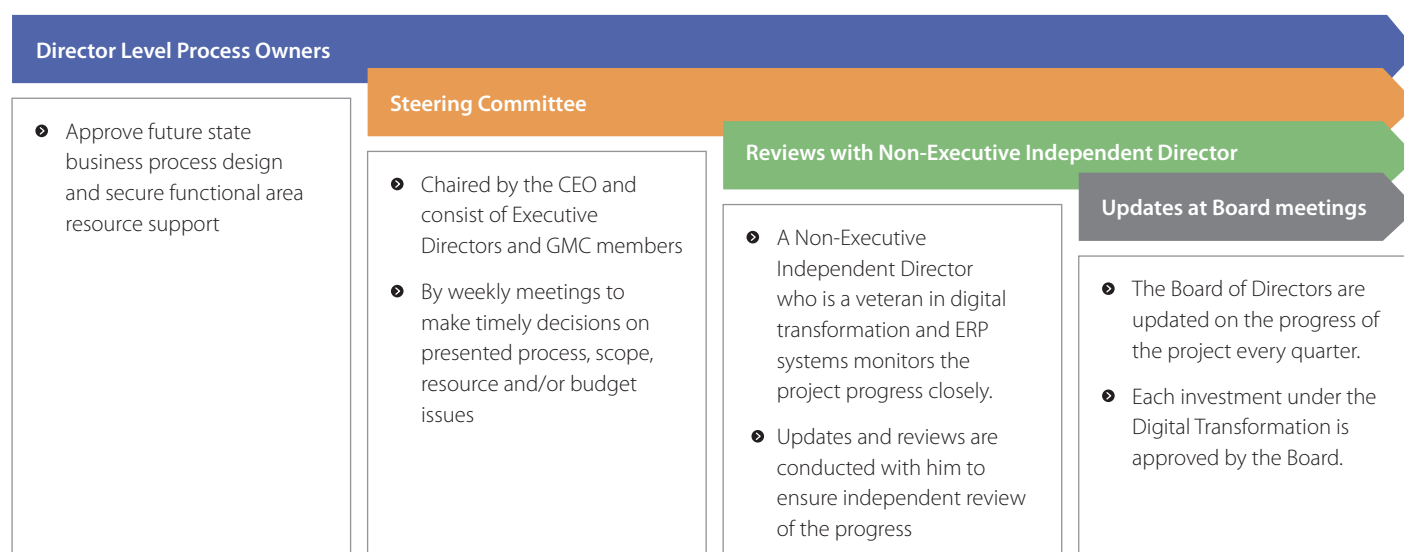 Director Level Process Owners
Approve future state
business process design
and secure functional area
resource support
Steering Committee
Chaired by the CEO and
consist of Executive
Directors and GMC members
By weekly meetings to
make timely decisions on
presented process, scope,
resource and/or budget
issues
Reviews with Non-Executive Independent Director
A Non-Executive
Independent Director
who is a veteran in digital
transformation and ERP
systems monitors the
project progress closely.
Updates and reviews are
conducted with him to
ensure independent review
of the progress
Updates at Board meetings
The Board of Directors are
updated on the progress of
the project every quarter.
Each investment under the
Digital Transformation is
approved by the Board.